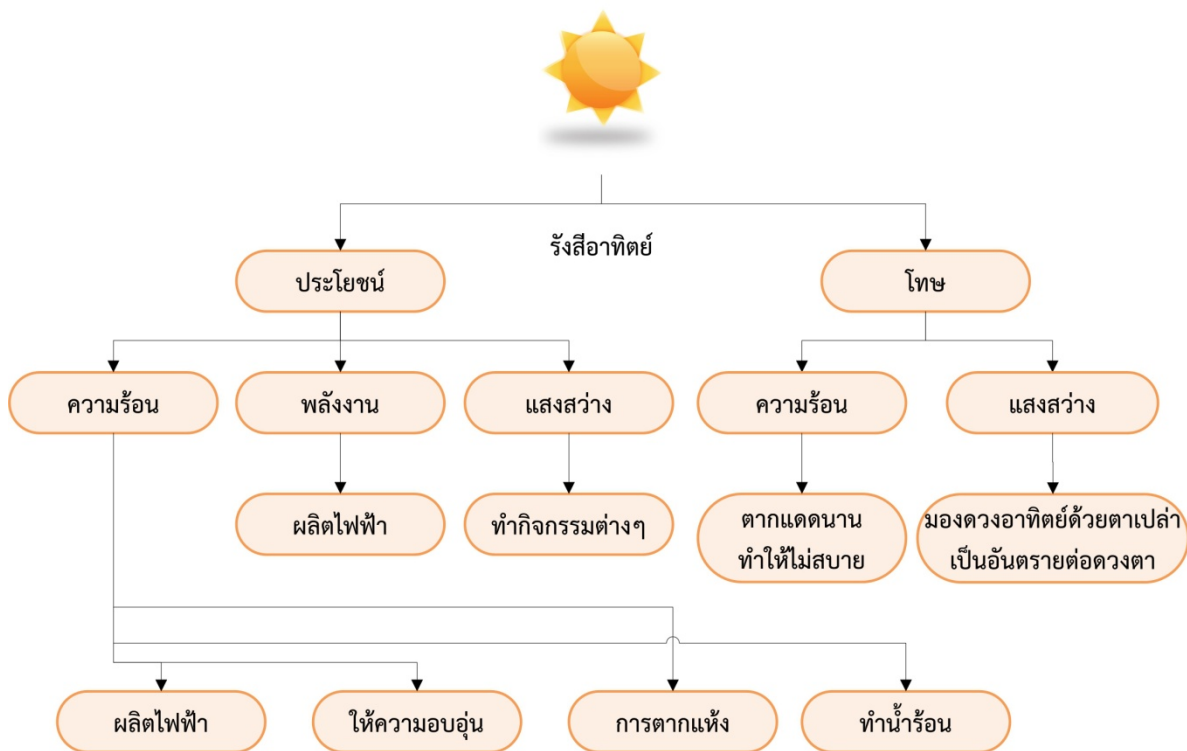 รังสีอาทิตย์
ประโยชน์
โทษ
ความร้อน
พลังงาน
แสงสว่าง
ความร้อน
แสงสว่าง
ผลิตไฟฟ้า
ทำกิจกรรมต่างๆ
ตากแดดนาน
ทำให้ไม่สบาย
มองดวงอาทิตย์ด้วยตาเปล่า
เป็นอันตรายต่อดวงตา
ผลิตไฟฟ้า
ให้ความอบอุ่น
การตากแห้ง
ทำน้ำร้อน